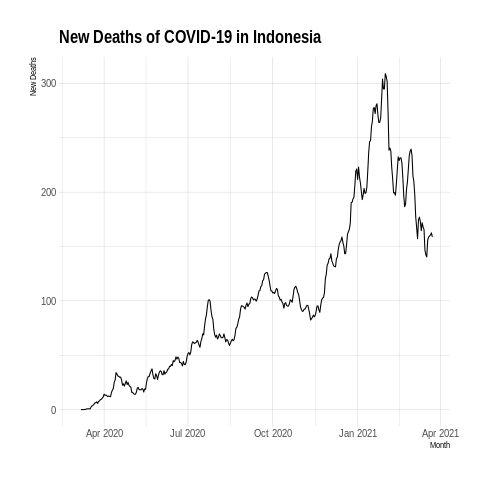 New Deaths of COVID-19 in Indonesia
New Deaths
300
200
100
0
Apr 2020
Jul 2020
Oct 2020
Jan 2021
Apr 2021
Month